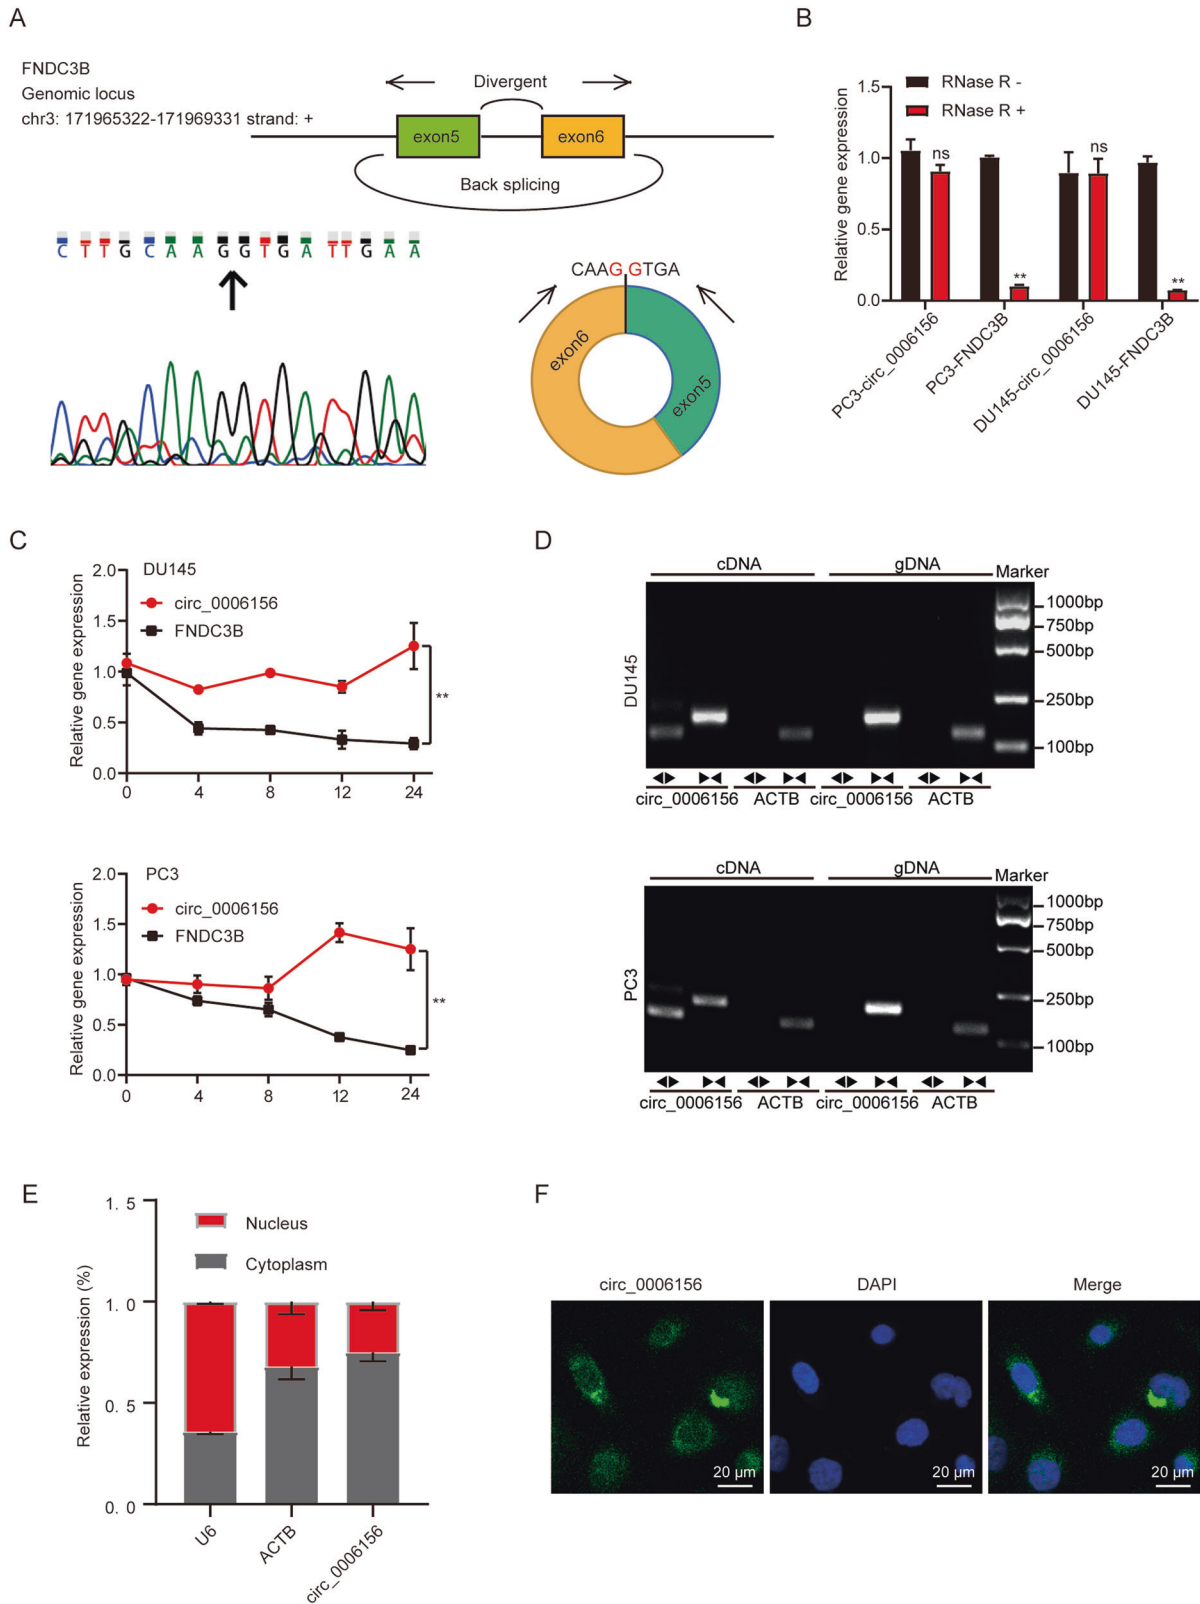 A
FNDC3B
Genomic locus
chr3: 171965322-171969331 strand: +
Divergent
exon5
exon6
Back splicing
C T T G C A A G G T G A T T G A A
CAAG GTGA
exon6
exon5
B
RNase R -
RNase R +
Relative gene expression
1.5
1.0
0.5
0.0
ns
**
ns
**
PC3-circ_0006156
PC3-FNDC3B
DU145-circ_0006156
DU145-FNDC3B
C
DU145
circ_0006156
FNDC3B
Relative gene expression
2.0
1.5
1.0
0.5
0.0
0 4 8 12 24
**
PC3
circ_0006156
FNDC3B
Relative gene expression
2.0
1.5
1.0
0.5
0.0
0 4 8 12 24
**
D
cDNA gDNA Marker
DU145
1000bp
750bp
500bp
250bp
100bp
circ_0006156 ACTB circ_0006156 ACTB
cDNA gDNA Marker
PC3
1000bp
750bp
500bp
250bp
100bp
circ_0006156 ACTB circ_0006156 ACTB
E
Nucleus
Cytoplasm
Relative expression (%)
1. 5
1. 0
0. 5
0. 0
U6
ACTB
circ_0006156
F
circ_0006156 DAPI Merge
20 μm 20 μm 20 μm